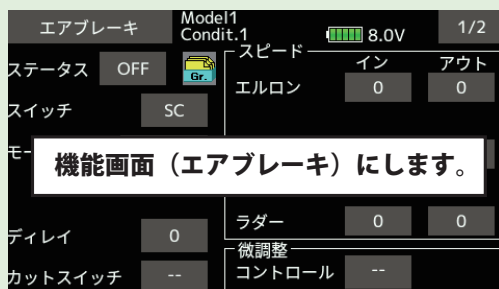 エアブレーキ
Model1
Condit.1
8.0V
1/2
ステータス OFF Gr.
スイッチ SC
モー
ディレイ 0
カットスイッチ --
スピード
イン アウト
エルロン 0 0
機能画面（エアブレーキ）にします。
ラダー 0 0
微調整
コントロール --